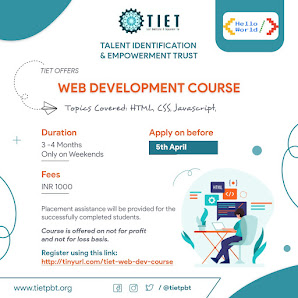 TIET
Hello
World/
TALENT IDENTIFICATION
& EMPOWERMENT TRUST
TIET OFFERS
WEB DEVELOPMENT COURSE
Topics Covered: HTML, CSS, Javascript.
Duration
3 -4 Months
Only on Weekends
Apply on before
5th April
Fees
INR 1000
Placement assistance will be provided for the
successfully completed students.
Course is offered on not for profit
and not for loss basis.
Register using this link:
http://tinyurl.com/tiet-web-dev-course
www.tietpbt.org
/ @tietpbt